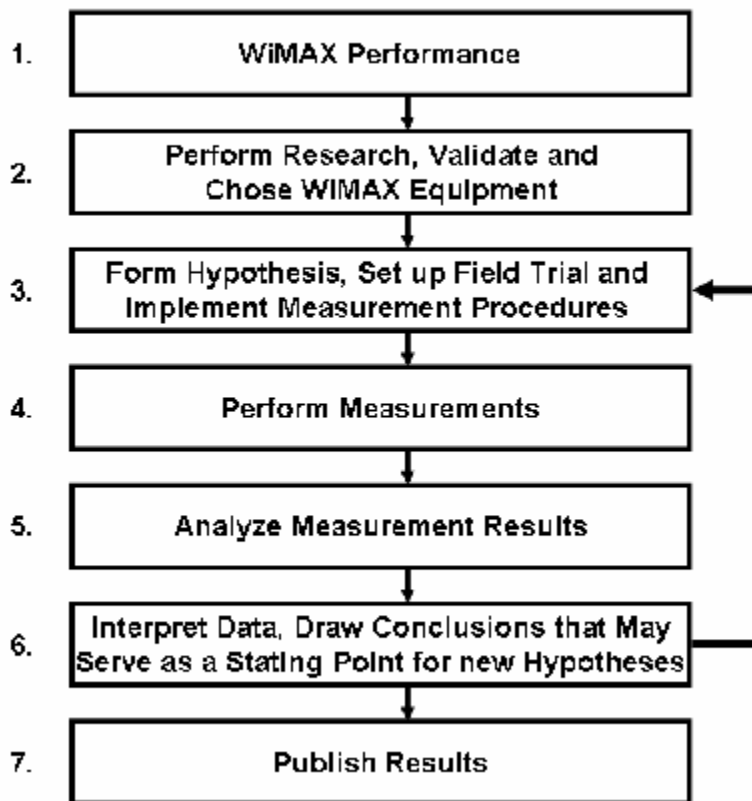 1. WiMAX Performance
2. Perform Research, Validate and
Chose WiMAX Equipment
3. Form Hypothesis, Set up Field Trial and
Implement Measurement Procedures
4. Perform Measurements
5. Analyze Measurement Results
6. Interpret Data, Draw Conclusions that May
Serve as a Stating Point for new Hypotheses
7. Publish Results